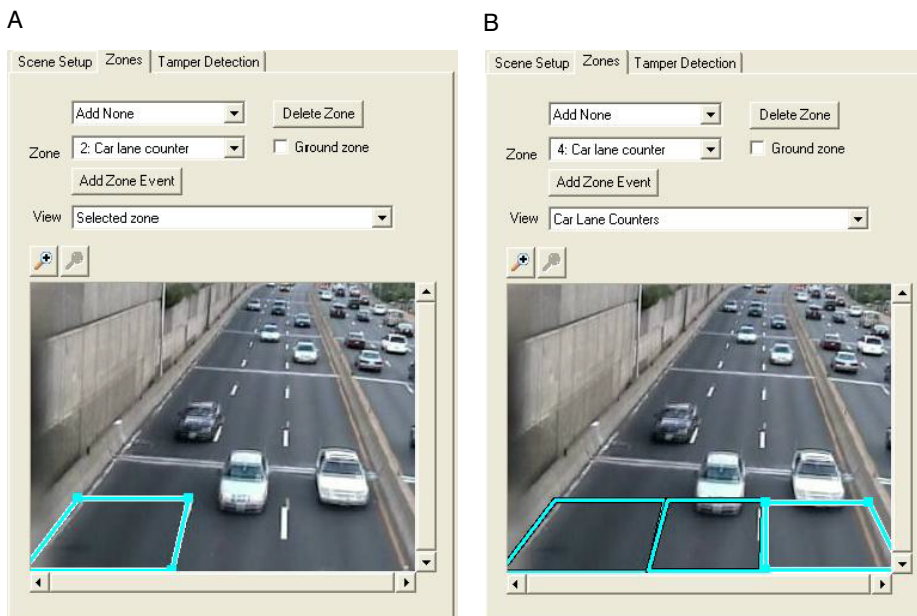 A
Scene Setup Zones Tamper Detection
Add None Delete Zone
Zone 2: Car lane counter Ground zone
Add Zone Event
View Selected zone
B
Scene Setup Zones Tamper Detection
Add None Delete Zone
Zone 4: Car lane counter Ground zone
Add Zone Event
View Car Lane Counters